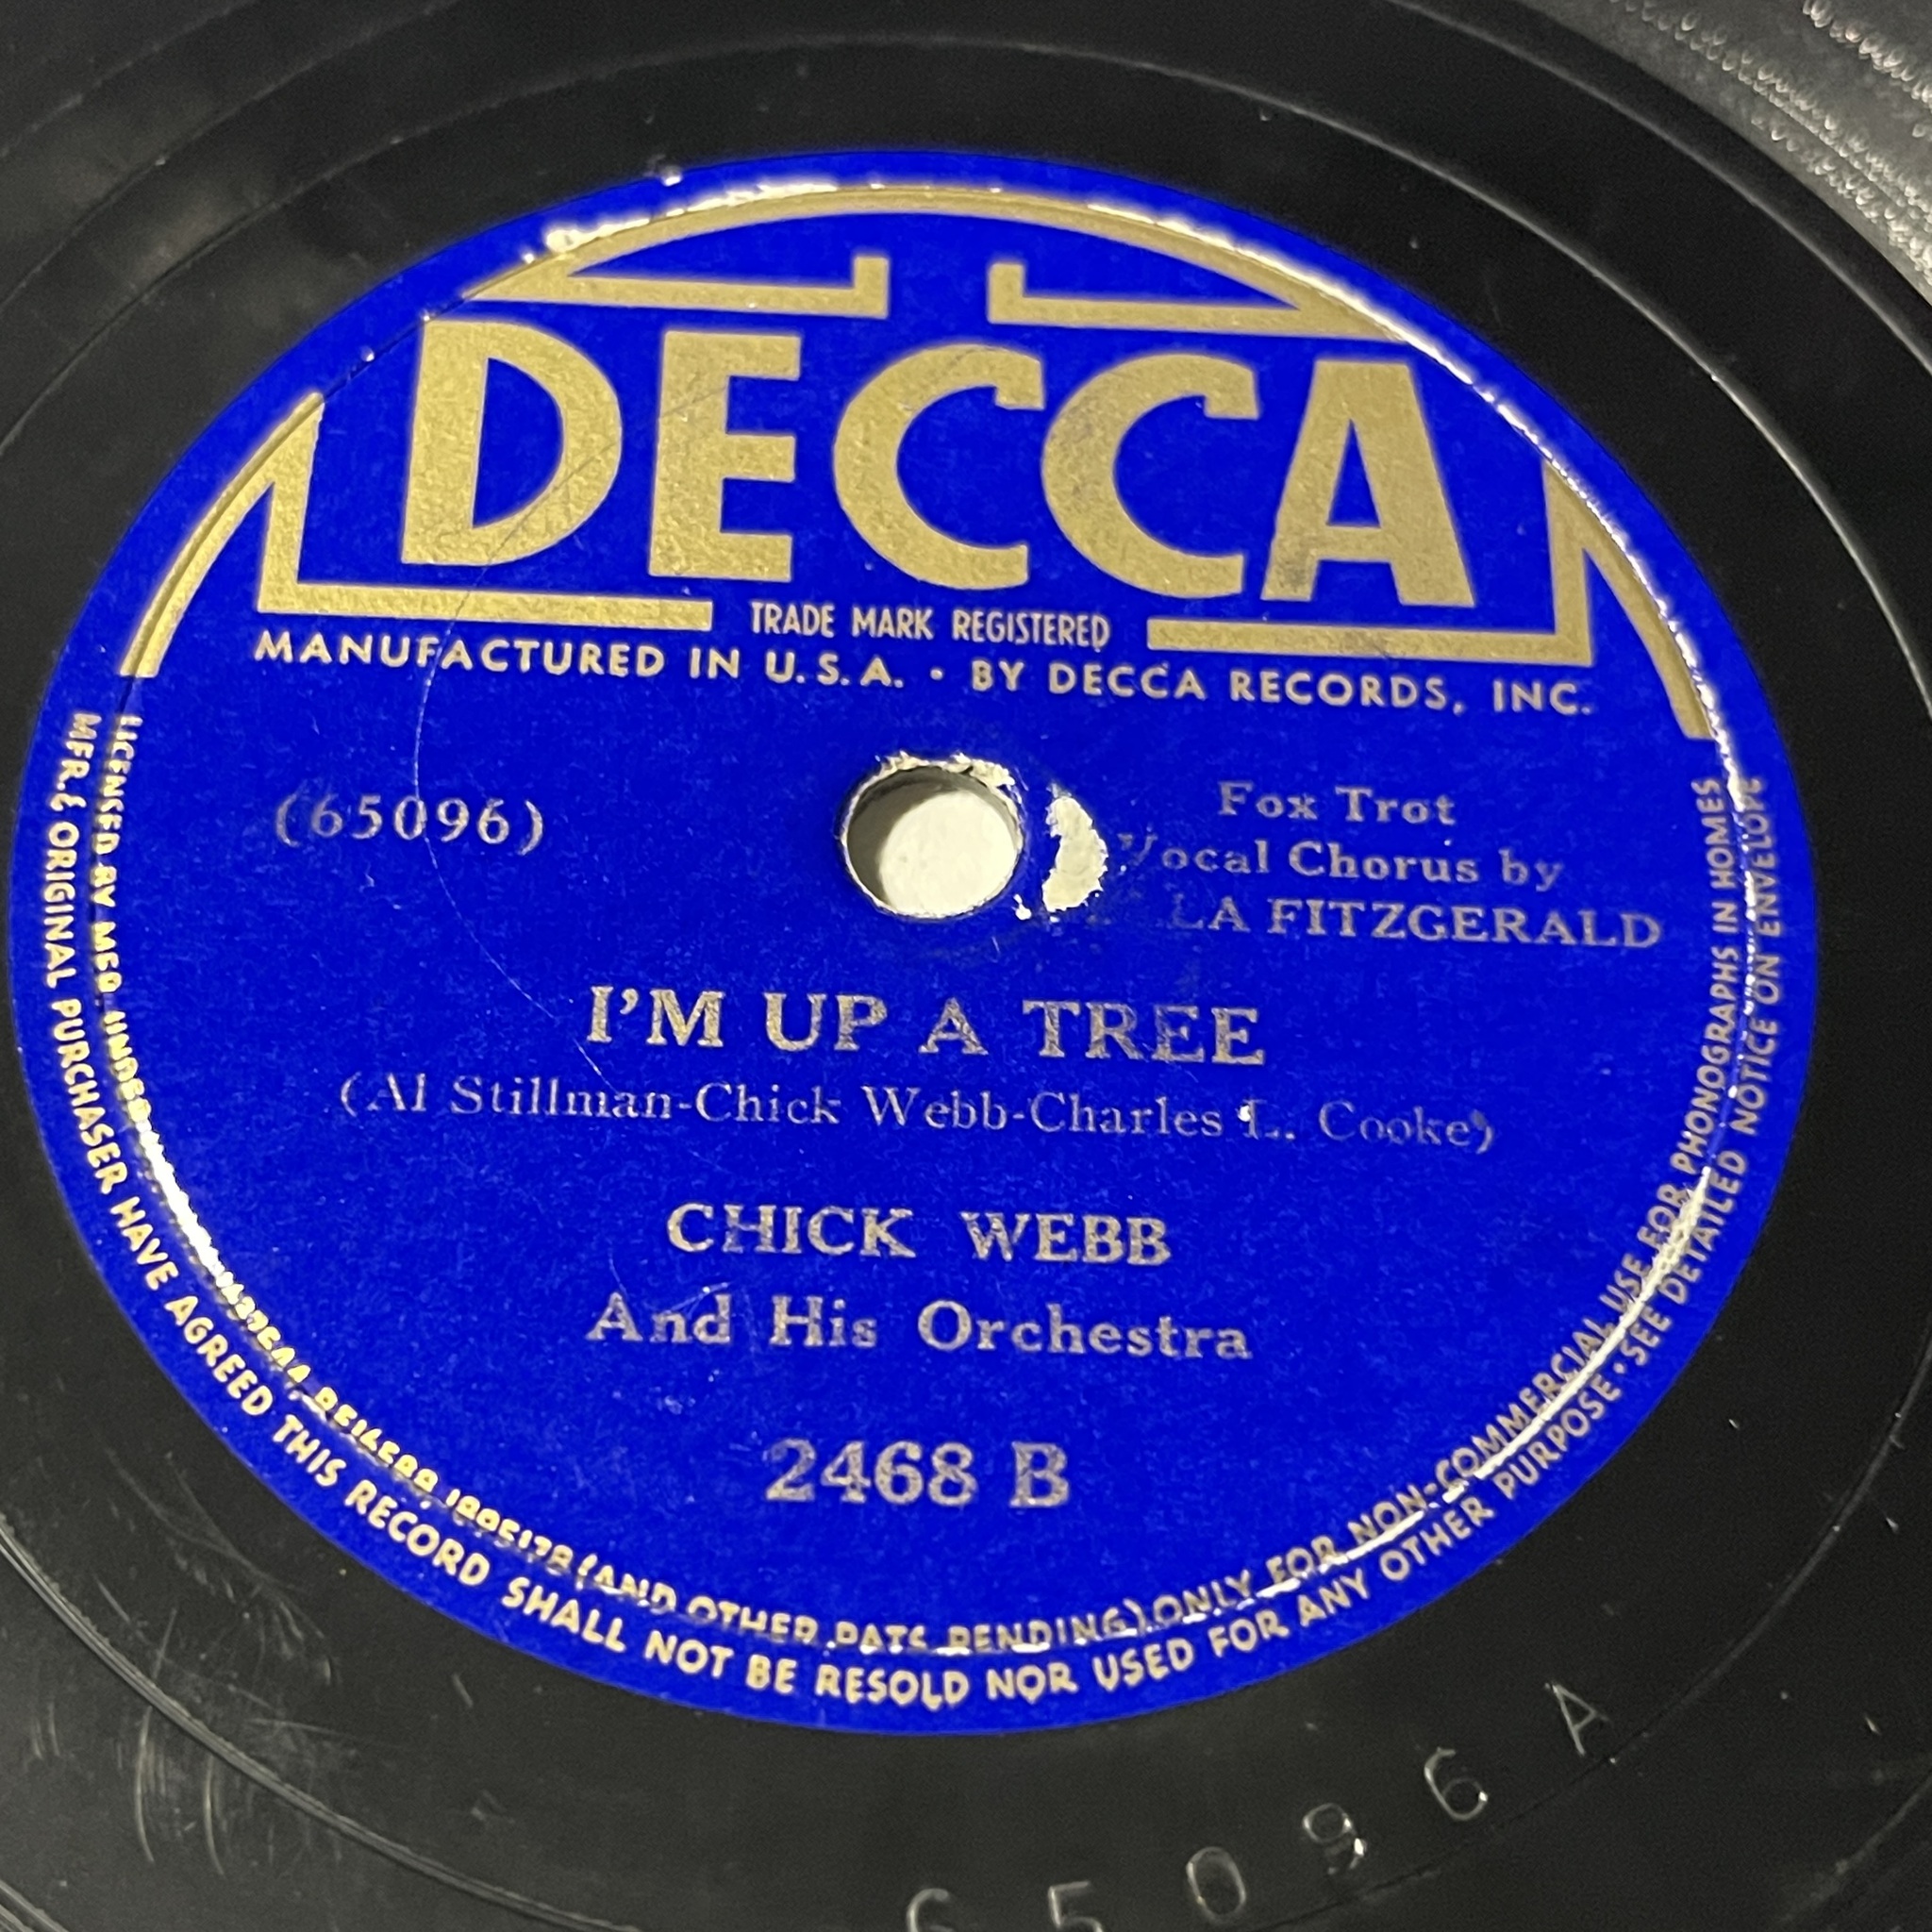 DECCA
TRADE MARK REGISTERED
MANUFACTURED IN U.S.A. • BY DECCA RECORDS, INC.
(65096)
Fox Trot
Vocal Chorus by
LA FITZGERALD
I'M UP A TREE
(Al Stillman-Chick Webb-Charles L. Cooke)
CHICK WEBB
And His Orchestra
2468 B
LICENSED BY MFR. UNDER (AND OTHER PATS. PENDING) ONLY FOR NON-COMMERCIAL USE FOR PHONOGRAPHS IN HOMES
MFR. & ORIGINAL PURCHASER HAVE AGREED THIS RECORD SHALL NOT BE RESOLD NOR USED FOR ANY OTHER PURPOSE • SEE DETAILED NOTICE ON ENVELOPE
65096 A